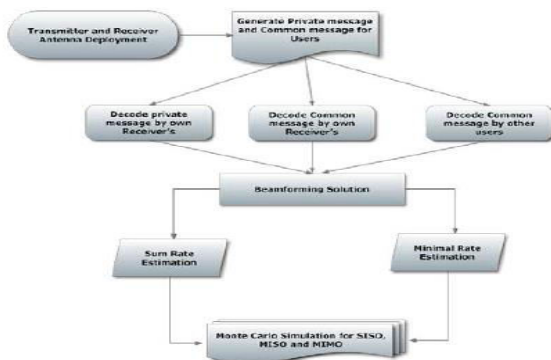 Transmitter and Receiver
Antenna Deployment
Generate Private message
and Common message for
Users
Decode private
message by own
Receiver's
Decode Common
message by own
Receiver's
Decode Common
message by other
users
Beamforming Solution
Sum Rate
Estimation
Minimal Rate
Estimation
Monte Carlo Simulation for SISO,
MISO and MIMO